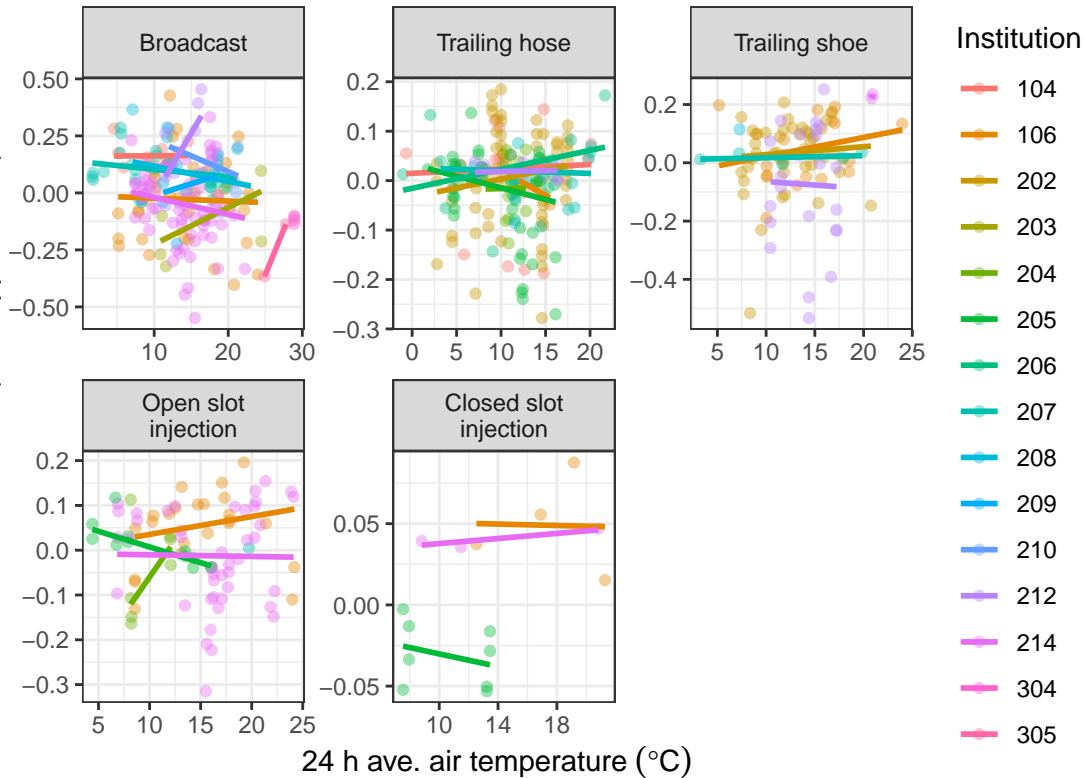 Broadcast
Trailing hose
Trailing shoe
Institution
0.50
0.25
0.00
−0.25
−0.50
10 20 30
0.2
0.1
0.0
−0.1
−0.2
−0.3
0 5 10 15 20
0.2
0.0
−0.2
−0.4
5 10 15 20 25
Open slot
injection
Closed slot
injection
0.2
0.1
0.0
−0.1
−0.2
−0.3
5 10 15 20 25
0.05
0.00
−0.05
10 14 18
24 h ave. air temperature (°C)
104
106
202
203
204
205
206
207
208
209
210
212
214
304
305